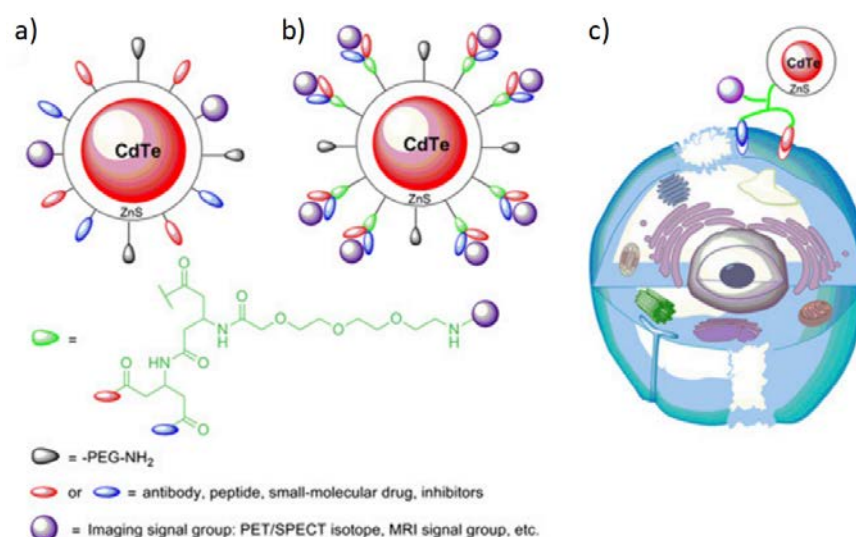 a)
b)
c)
CdTe
ZnS
CdTe
ZnS
CdTe
ZnS
=
O
O
N
H
O
O
O
N
H
O
HN
O
O
O
= -PEG-NH2
or = antibody, peptide, small-molecular drug, inhibitors
= Imaging signal group: PET/SPECT isotope, MRI signal group, etc.